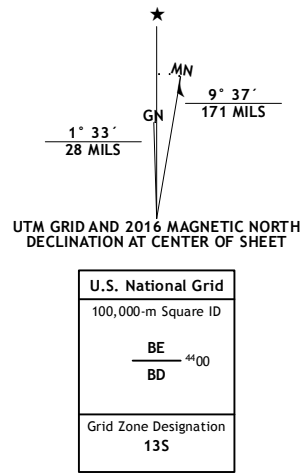 ★
MN
GN
9° 37´
171 MILS
1° 33´
28 MILS
UTM GRID AND 2016 MAGNETIC NORTH
DECLINATION AT CENTER OF SHEET
U.S. National Grid
100,000-m Square ID
BE
4400
BD
Grid Zone Designation
13S